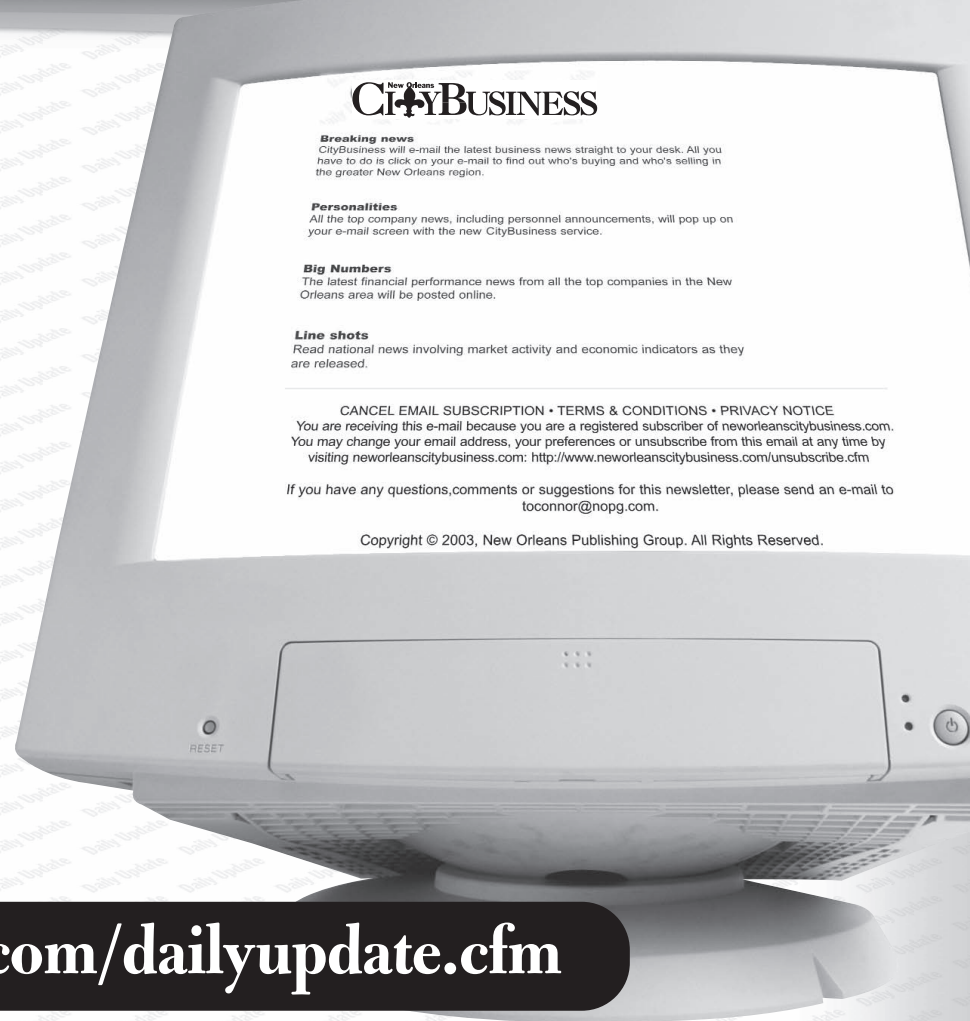 New Orleans
CITYBUSINESS
Breaking news
CityBusiness will e-mail the latest business news straight to your desk. All you
have to do is click on your e-mail to find out who's buying and who's selling in
the greater New Orleans region.
Personalities
All the top company news, including personnel announcements, will pop up on
your e-mail screen with the new CityBusiness service.
Big Numbers
The latest financial performance news from all the top companies in the New
Orleans area will be posted online.
Line shots
Read national news involving market activity and economic indicators as they
are released.
CANCEL EMAIL SUBSCRIPTION • TERMS & CONDITIONS • PRIVACY NOTICE
You are receiving this e-mail because you are a registered subscriber of neworleanscitybusiness.com.
You may change your email address, your preferences or unsubscribe from this email at any time by
visiting neworleanscitybusiness.com: http://www.neworleanscitybusiness.com/unsubscribe.cfm
If you have any questions,comments or suggestions for this newsletter, please send an e-mail to
toconnor@nopg.com.
Copyright © 2003, New Orleans Publishing Group. All Rights Reserved.
RESET
com/dailyupdate.cfm
Daily Update